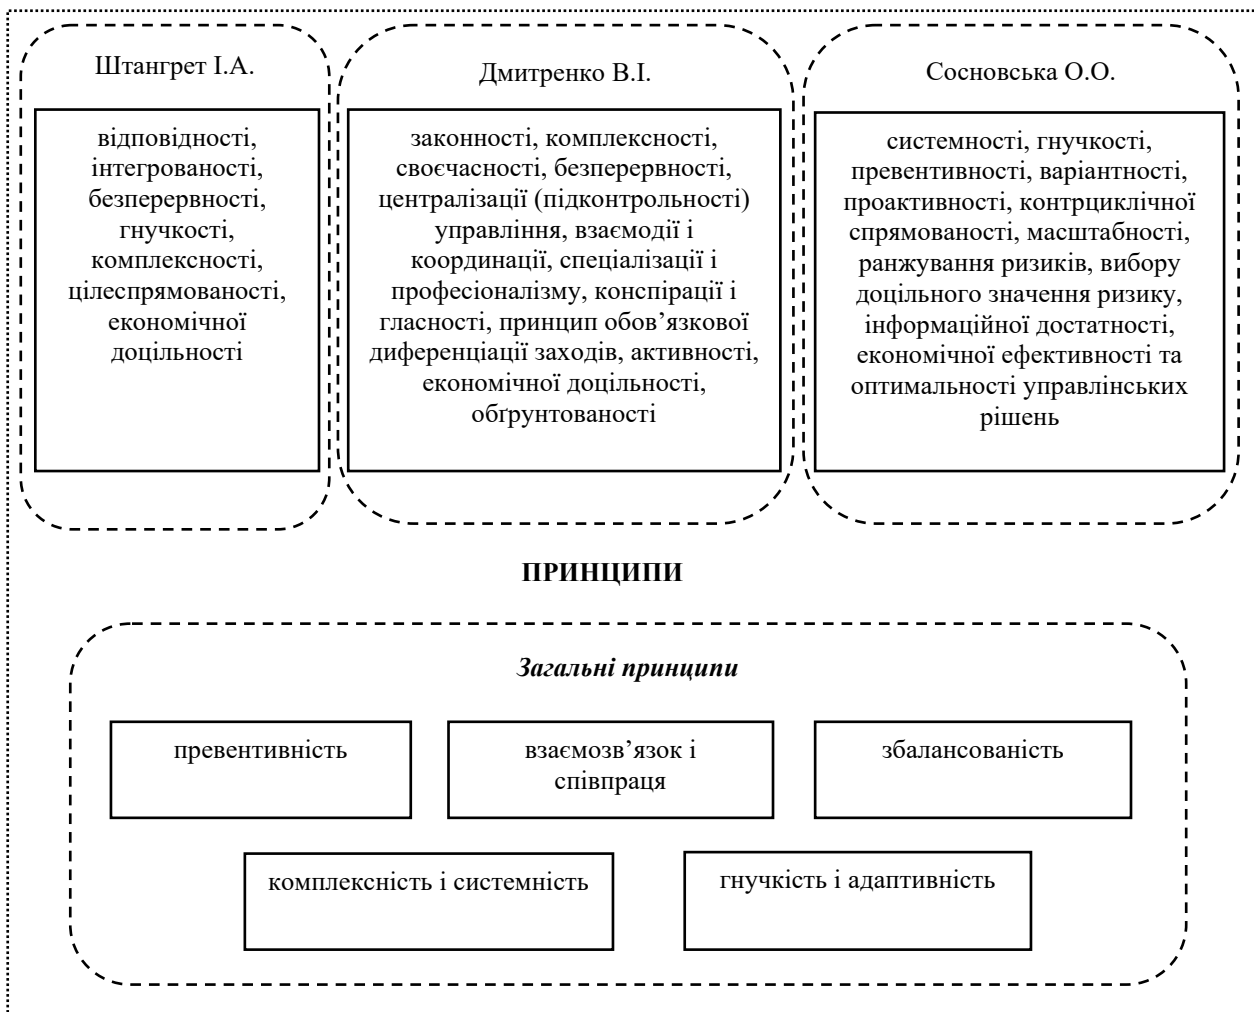 Штангрет І.А.
відповідності,
інтегрованості,
безперервності,
гнучкості,
комплексності,
цілеспрямованості,
економічної
доцільності
Дмитренко В.І.
законності, комплексності,
своєчасності, безперервності,
централізації (підконтрольності)
управління, взаємодії і
координації, спеціалізації і
професіоналізму, конспірації і
гласності, принцип обов’язкової
диференціації заходів, активності,
економічної доцільності,
обґрунтованості
Сосновська О.О.
системності, гнучкості,
превентивності, варіантності,
проактивності, контрциклічної
спрямованості, масштабності,
ранжування ризиків, вибору
доцільного значення ризику,
інформаційної достатності,
економічної ефективності та
оптимальності управлінських
рішень
ПРИНЦИПИ
Загальні принципи
превентивність
взаємозв’язок і
співпраця
збалансованість
комплексність і системність
гнучкість і адаптивність